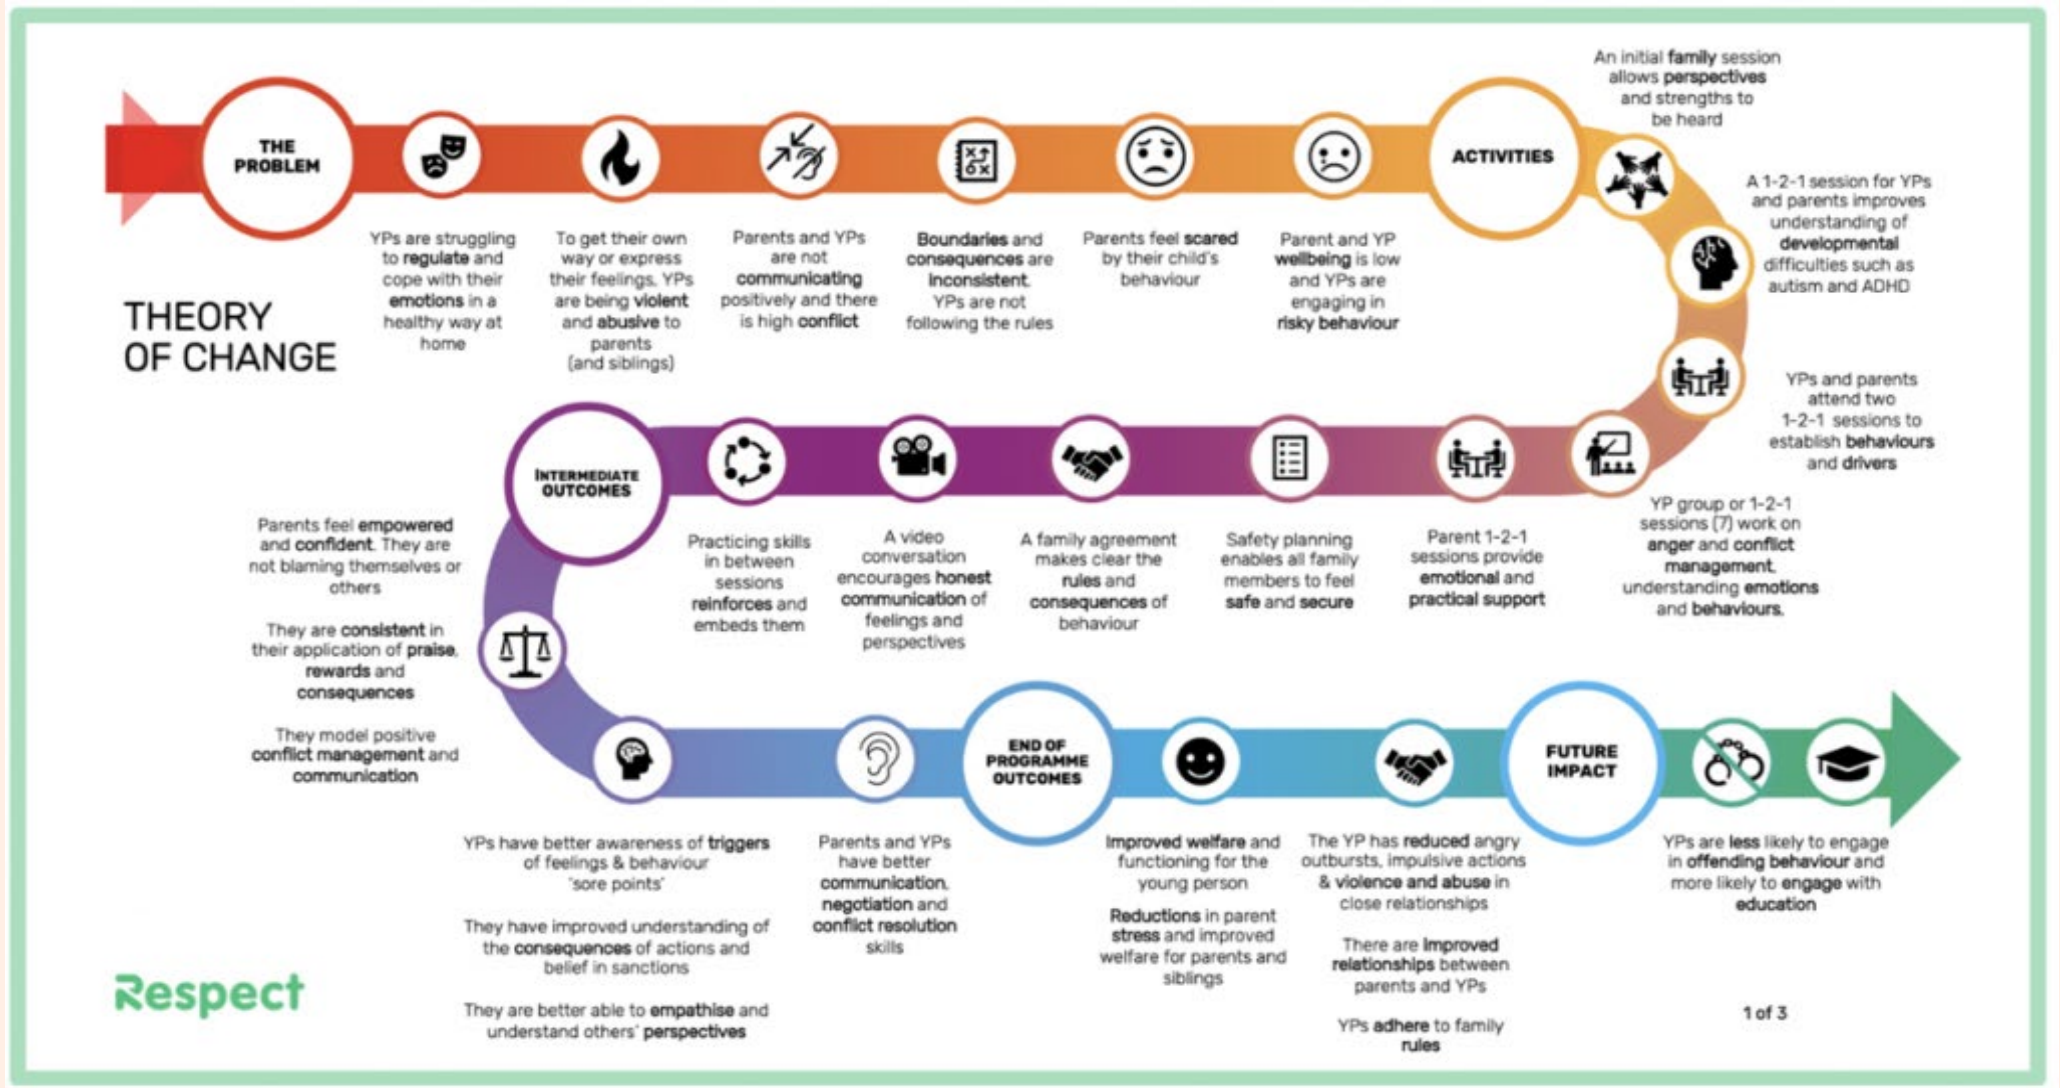 THE
PROBLEM
YPs are struggling
to regulate and
cope with their
emotions in a
healthy way at
home
To get their own
way or express
their feelings, YPs
are being violent
and abusive to
parents
(and siblings)
Parents and YPs
are not
communicating
positively and there
is high conflict
Boundaries and
consequences are
inconsistent.
YPs are not
following the rules
Parents feel scared
by their child's
behaviour
Parent and YP
wellbeing is low
and YPs are
engaging in
risky behaviour
ACTIVITIES
An initial family session
allows perspectives
and strengths to
be heard
A 1-2-1 session for YPs
and parents improves
understanding of
developmental
difficulties such as
autism and ADHD
YPs and parents
attend two
1-2-1 sessions to
establish behaviours
and drivers
YP group or 1-2-1
sessions (7) work on
anger and conflict
management,
understanding emotions
and behaviours.
Parent 1-2-1
sessions provide
emotional and
practical support
Safety planning
enables all family
members to feel
safe and secure
A family agreement
makes clear the
rules and
consequences of
behaviour
A video
conversation
encourages honest
communication of
feelings and
perspectives
Practicing skills
in between
sessions
reinforces and
embeds them
THEORY
OF CHANGE
INTERMEDIATE
OUTCOMES
Parents feel empowered
and confident. They are
not blaming themselves or
others
They are consistent in
their application of praise,
rewards and
consequences
They model positive
conflict management and
communication
YPs have better awareness of triggers
of feelings & behaviour
'sore points'
They have improved understanding of
the consequences of actions and
belief in sanctions
They are better able to empathise and
understand others' perspectives
Parents and YPs
have better
communication,
negotiation and
conflict resolution
skills
END OF
PROGRAMME
OUTCOMES
Improved welfare and
functioning for the
young person
Reductions in parent
stress and improved
welfare for parents and
siblings
The YP has reduced angry
outbursts, impulsive actions
& violence and abuse in
close relationships
There are improved
relationships between
parents and YPs
YPs adhere to family
rules
FUTURE
IMPACT
YPs are less likely to engage
in offending behaviour and
more likely to engage with
education
Respect
1 of 3